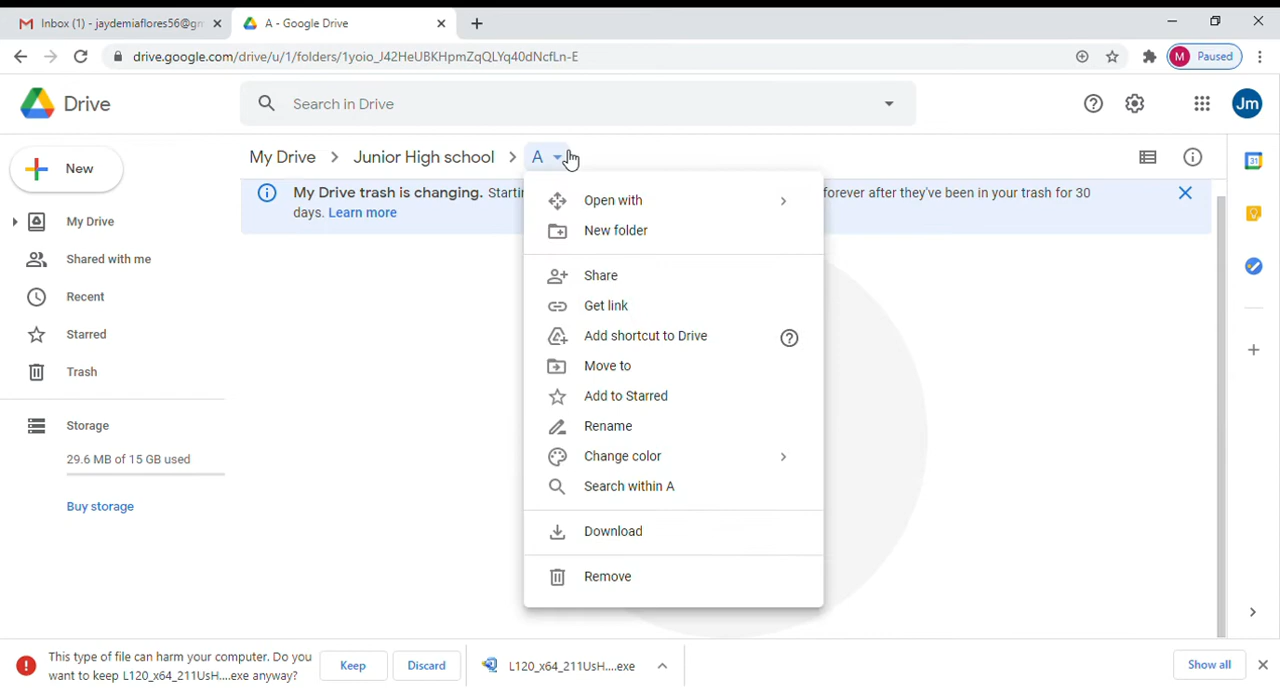 Inbox (1) - jaydemiaflores56@gm
A - Google Drive
drive.google.com/drive/u/1/folders/1yoio_J42HeUBKHpmZqQLYq40dNcfLn-E
M Paused
Drive
Search in Drive
Jm
New
My Drive
Shared with me
Recent
Starred
Trash
Storage
29.6 MB of 15 GB used
Buy storage
My Drive > Junior High school > A
My Drive trash is changing. Startin
forever after they've been in your trash for 30
days. Learn more
Open with
New folder
Share
Get link
Add shortcut to Drive
Move to
Add to Starred
Rename
Change color
Search within A
Download
Remove
31
This type of file can harm your computer. Do you
want to keep L120_x64_211UsH....exe anyway?
Keep
Discard
L120_x64_211UsH....exe
Show all